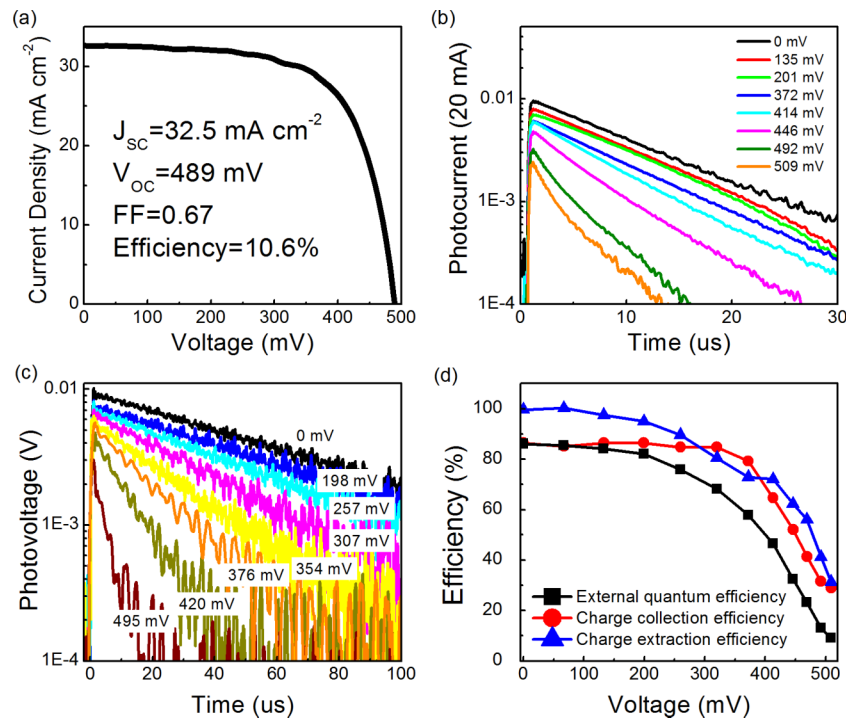 (a)
30
20
10
0
0
100
200
300
400
500
Current Density (mA cm-2)
Voltage (mV)
JSC=32.5 mA cm-2
VOC=489 mV
FF=0.67
Efficiency=10.6%
(b)
0.01
1E-3
1E-4
10
20
30
Photocurrent (20 mA)
Time (us)
0 mV
135 mV
201 mV
372 mV
414 mV
446 mV
492 mV
509 mV
(c)
0.01
1E-3
1E-4
0
20
40
60
80
100
Photovoltage (V)
Time (us)
0 mV
198 mV
257 mV
307 mV
354 mV
376 mV
420 mV
495 mV
(d)
100
80
60
40
20
0
0
100
200
300
400
500
Efficiency (%)
Voltage (mV)
External quantum efficiency
Charge collection efficiency
Charge extraction efficiency